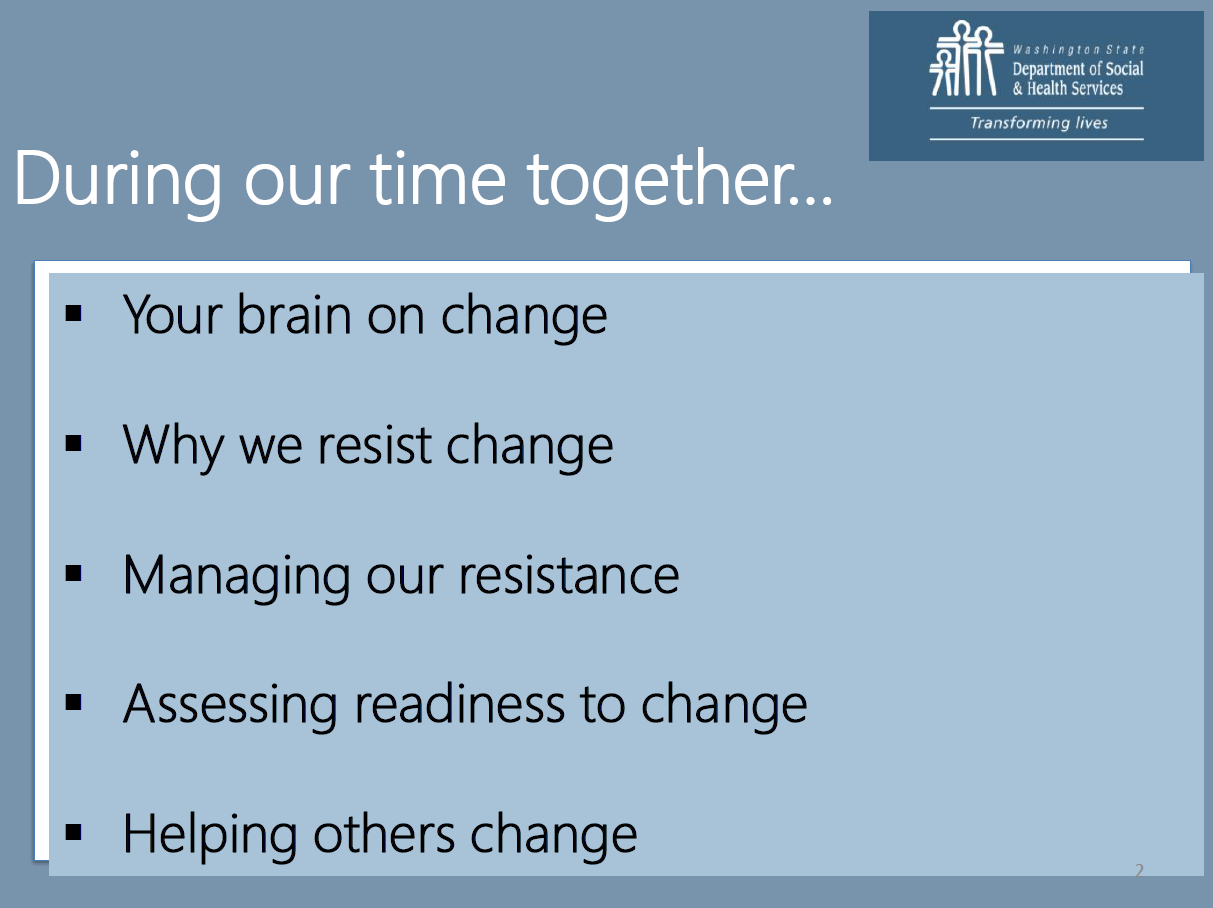 Washington State
Department of Social
& Health Services
Transforming lives
During our time together...
▪ Your brain on change
▪ Why we resist change
▪ Managing our resistance
▪ Assessing readiness to change
▪ Helping others change
2